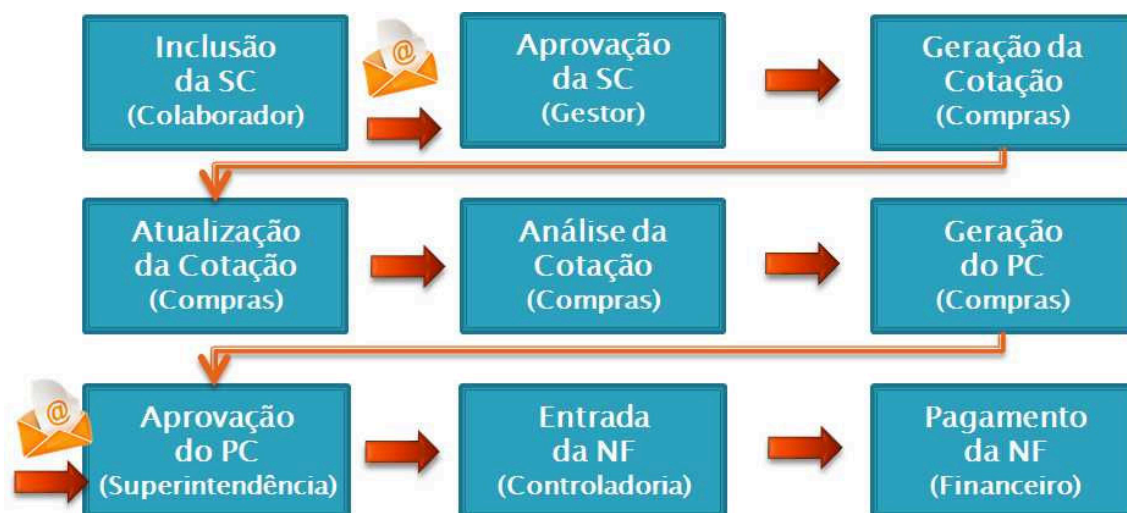 Inclusão
da SC
(Colaborador)
@
Aprovação
da SC
(Gestor)
Geração da
Cotação
(Compras)
Atualização
da Cotação
(Compras)
Análise da
Cotação
(Compras)
Geração
do PC
(Compras)
@
Aprovação
do PC
(Superintendência)
Entrada
da NF
(Controladoria)
Pagamento
da NF
(Financeiro)